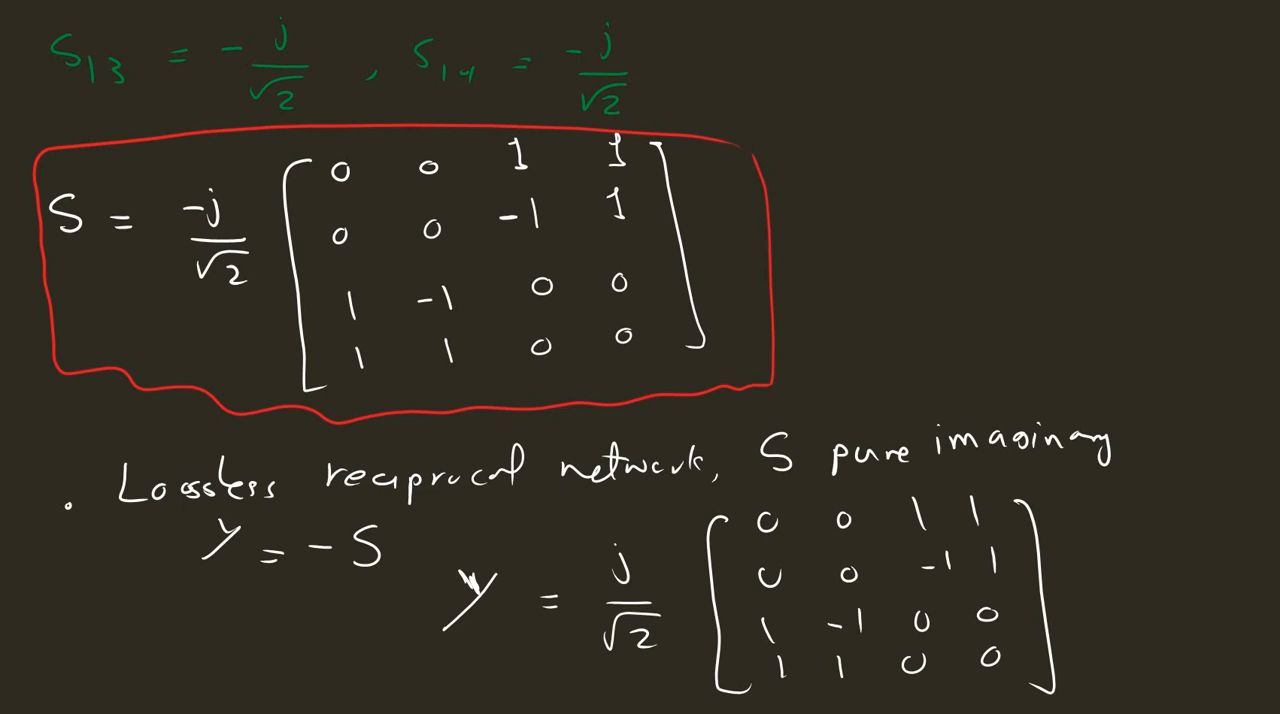 S13 = -j/√2 , S14 = -j/√2
S = -j/√2 [0 0 1 1
0 0 -1 1
1 -1 0 0
1 1 0 0]
. Lossless reciprocal network, S pure imaginary
y = -S
y = j/√2 [0 0 1 1
0 0 -1 1
1 -1 0 0
1 1 0 0]